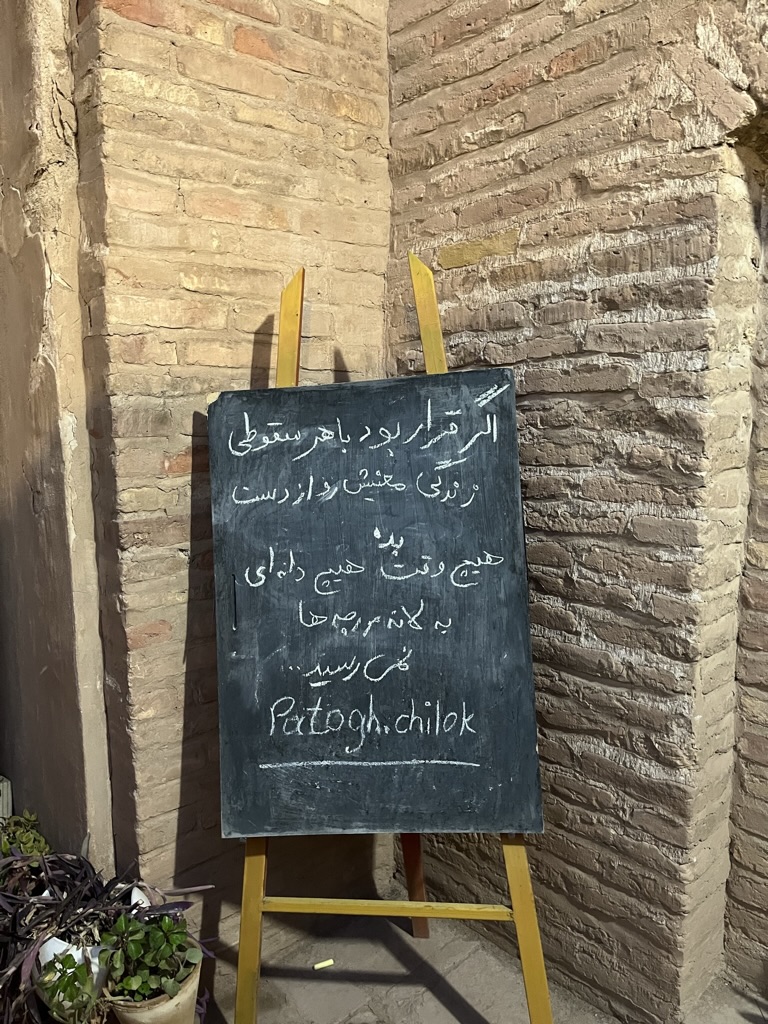 اگر قرار بود با هر سقوطی
زندگی معنیش رو از دست
بده
هیچ وقت هیچ دانه‌ای
به لانه مورچه ها
نمی رسید...
Patogh.chilok